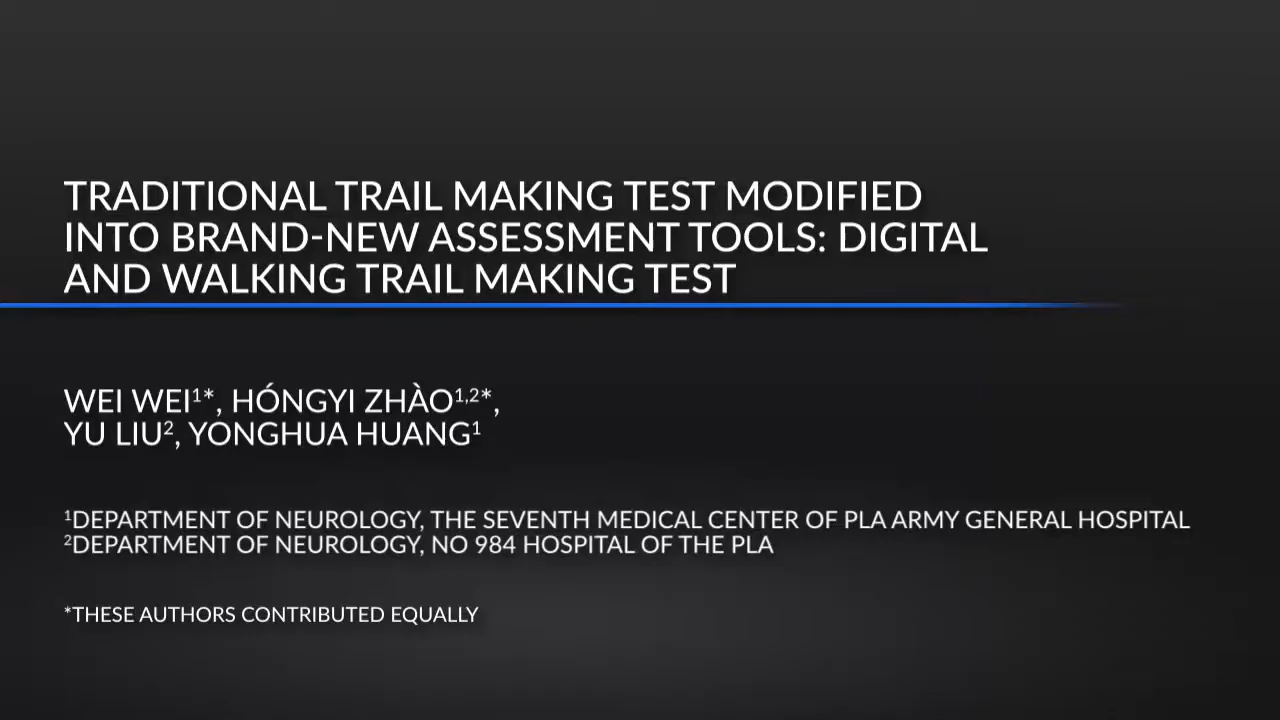 TRADITIONAL TRAIL MAKING TEST MODIFIED
INTO BRAND-NEW ASSESSMENT TOOLS: DIGITAL
AND WALKING TRAIL MAKING TEST
WEI WEI¹*, HÓNGYI ZHÀO¹,²*,
YU LIU², YONGHUA HUANG¹
¹DEPARTMENT OF NEUROLOGY, THE SEVENTH MEDICAL CENTER OF PLA ARMY GENERAL HOSPITAL
²DEPARTMENT OF NEUROLOGY, NO 984 HOSPITAL OF THE PLA
*THESE AUTHORS CONTRIBUTED EQUALLY